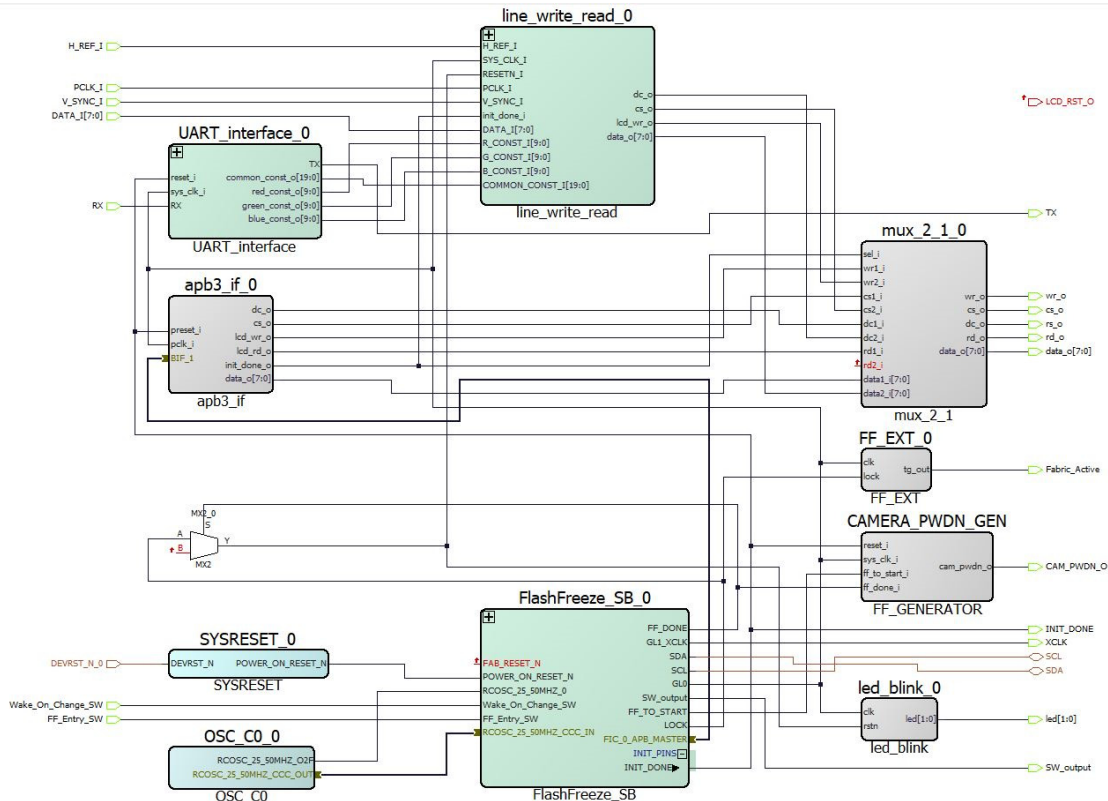 line_write_read_0
H_REF_I
PCLK_I
V_SYNC_I
DATA_I[7:0]
H_REF_I
SYS_CLK_I
RESETN_I
PCLK_I
V_SYNC_I
init_done_i
DATA_I[7:0]
R_CONST_I[9:0]
G_CONST_I[9:0]
B_CONST_I[9:0]
COMMON_CONST_I[19:0]
dc_o
cs_o
lcd_wr_o
data_o[7:0]
line_write_read
LCD_RST_O
UART_interface_0
RX
reset_i
sys_clk_i
RX
TX
common_const_o[19:0]
red_const_o[9:0]
green_const_o[9:0]
blue_const_o[9:0]
UART_interface
TX
mux_2_1_0
sel_i
wr1_i
wr2_i
cs1_i
cs2_i
dc1_i
dc2_i
rd1_i
rd2_i
data1_i[7:0]
data2_i[7:0]
wr_o
cs_o
dc_o
rd_o
data_o[7:0]
mux_2_1
wr_o
cs_o
rs_o
rd_o
data_o[7:0]
apb3_if_0
preset_i
pclk_i
BIF_1
dc_o
cs_o
lcd_wr_o
lcd_rd_o
init_done_o
data_o[7:0]
apb3_if
FF_EXT_0
clk
lock
tg_out
FF_EXT
Fabric_Active
MX2_0
S
A
B
Y
MX2
CAMERA_PWDN_GEN
reset_i
sys_clk_i
ff_to_start_i
ff_done_i
cam_pwdn_o
FF_GENERATOR
CAM_PWDN_O
FlashFreeze_SB_0
FAB_RESET_N
POWER_ON_RESET_N
RCOSC_25_50MHZ_0
Wake_On_Change_SW
FF_Entry_SW
RCOSC_25_50MHZ_CCC_IN
FF_DONE
GL1_XCLK
SDA
SCL
GL0
SW_output
FF_TO_START
LOCK
FIC_0_APB_MASTER
INIT_PINS
INIT_DONE
FlashFreeze_SB
INIT_DONE
XCLK
SCL
SDA
SYSRESET_0
DEVRST_N_0
DEVRST_N
POWER_ON_RESET_N
SYSRESET
Wake_On_Change_SW
FF_Entry_SW
OSC_C0_0
RCOSC_25_50MHZ_O2F
RCOSC_25_50MHZ_CCC_OUT
OSC_C0
led_blink_0
clk
rstn
led[1:0]
led_blink
led[1:0]
SW_output